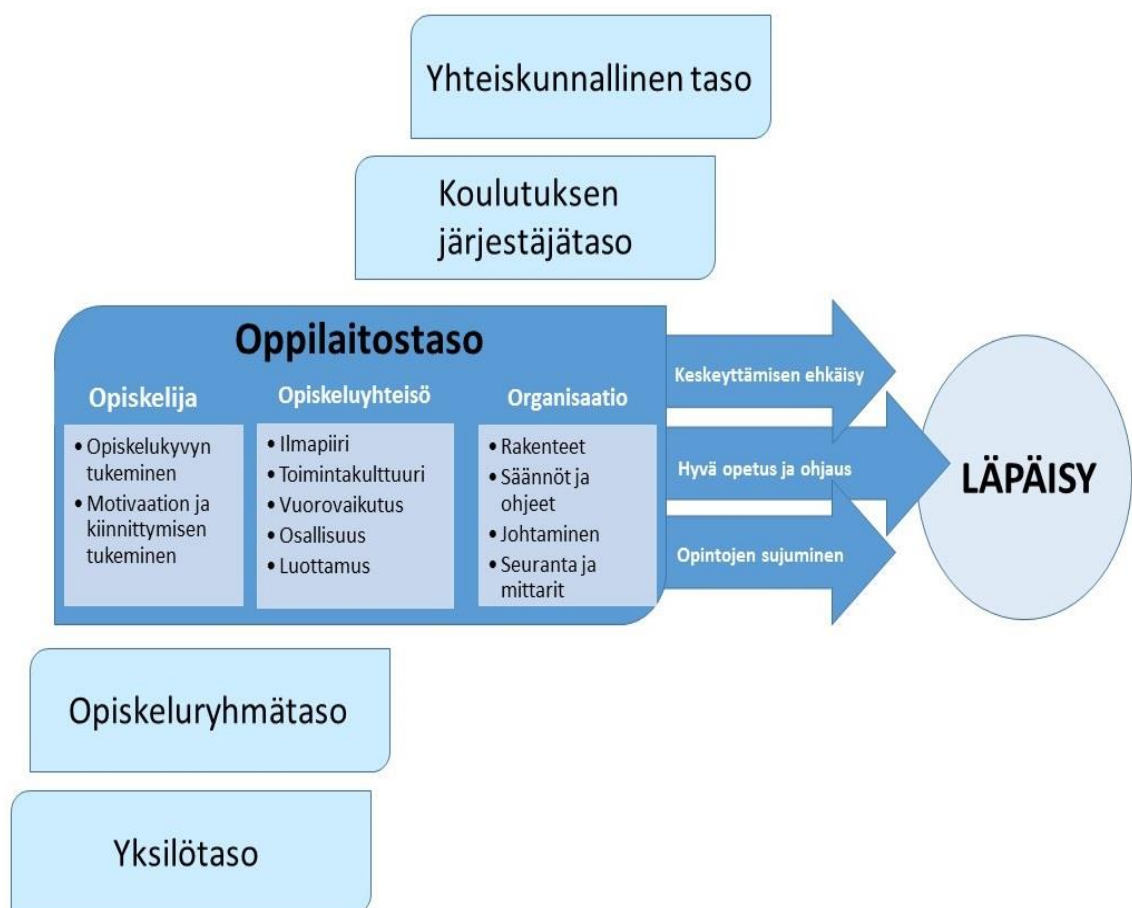 Yhteiskunnallinen taso
Koulutuksen
järjestäjätaso
Oppilaitostaso
Opiskelija
• Opiskelukyvyn
tukeminen
• Motivaation ja
kiinnittymisen
tukeminen
Opiskeluyhteisö
• Ilmapiiri
• Toimintakulttuuri
• Vuorovaikutus
• Osallisuus
• Luottamus
Organisaatio
• Rakenteet
• Säännöt ja
ohjeet
• Johtaminen
• Seuranta ja
mittarit
Keskeyttämisen ehkäisy
Hyvä opetus ja ohjaus
Opintojen sujuminen
LÄPÄISY
Opiskeluryhmätaso
Yksilötaso